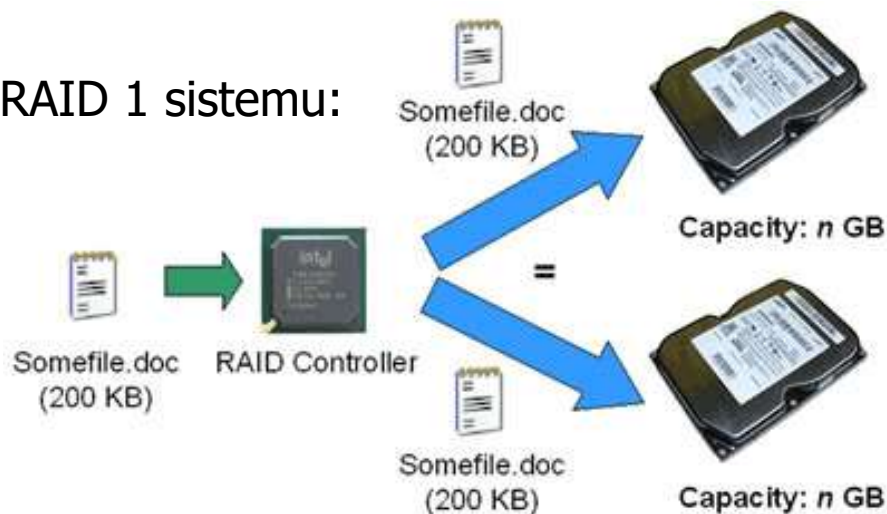 RAID 1 sistemu:
Somefile.doc
(200 KB)
Capacity: n GB
Somefile.doc
(200 KB)
intel
RAID Controller
=
Somefile.doc
(200 KB)
Capacity: n GB